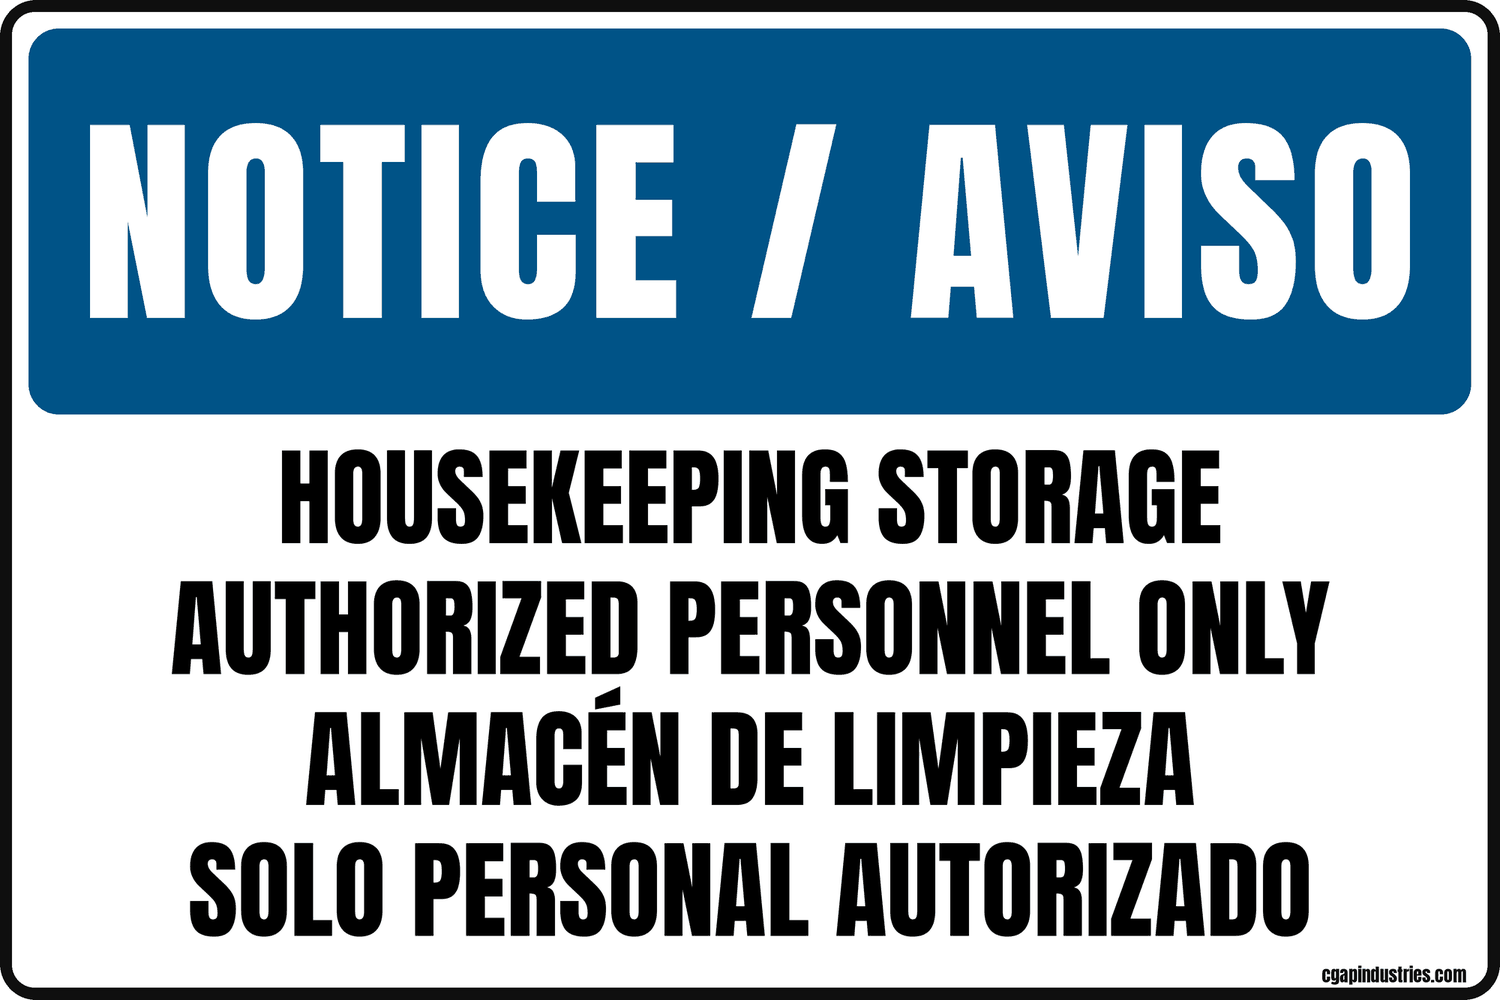 NOTICE / AVISO
HOUSEKEEPING STORAGE
AUTHORIZED PERSONNEL ONLY
ALMACÉN DE LIMPIEZA
SOLO PERSONAL AUTORIZADO
cgapindustries.com